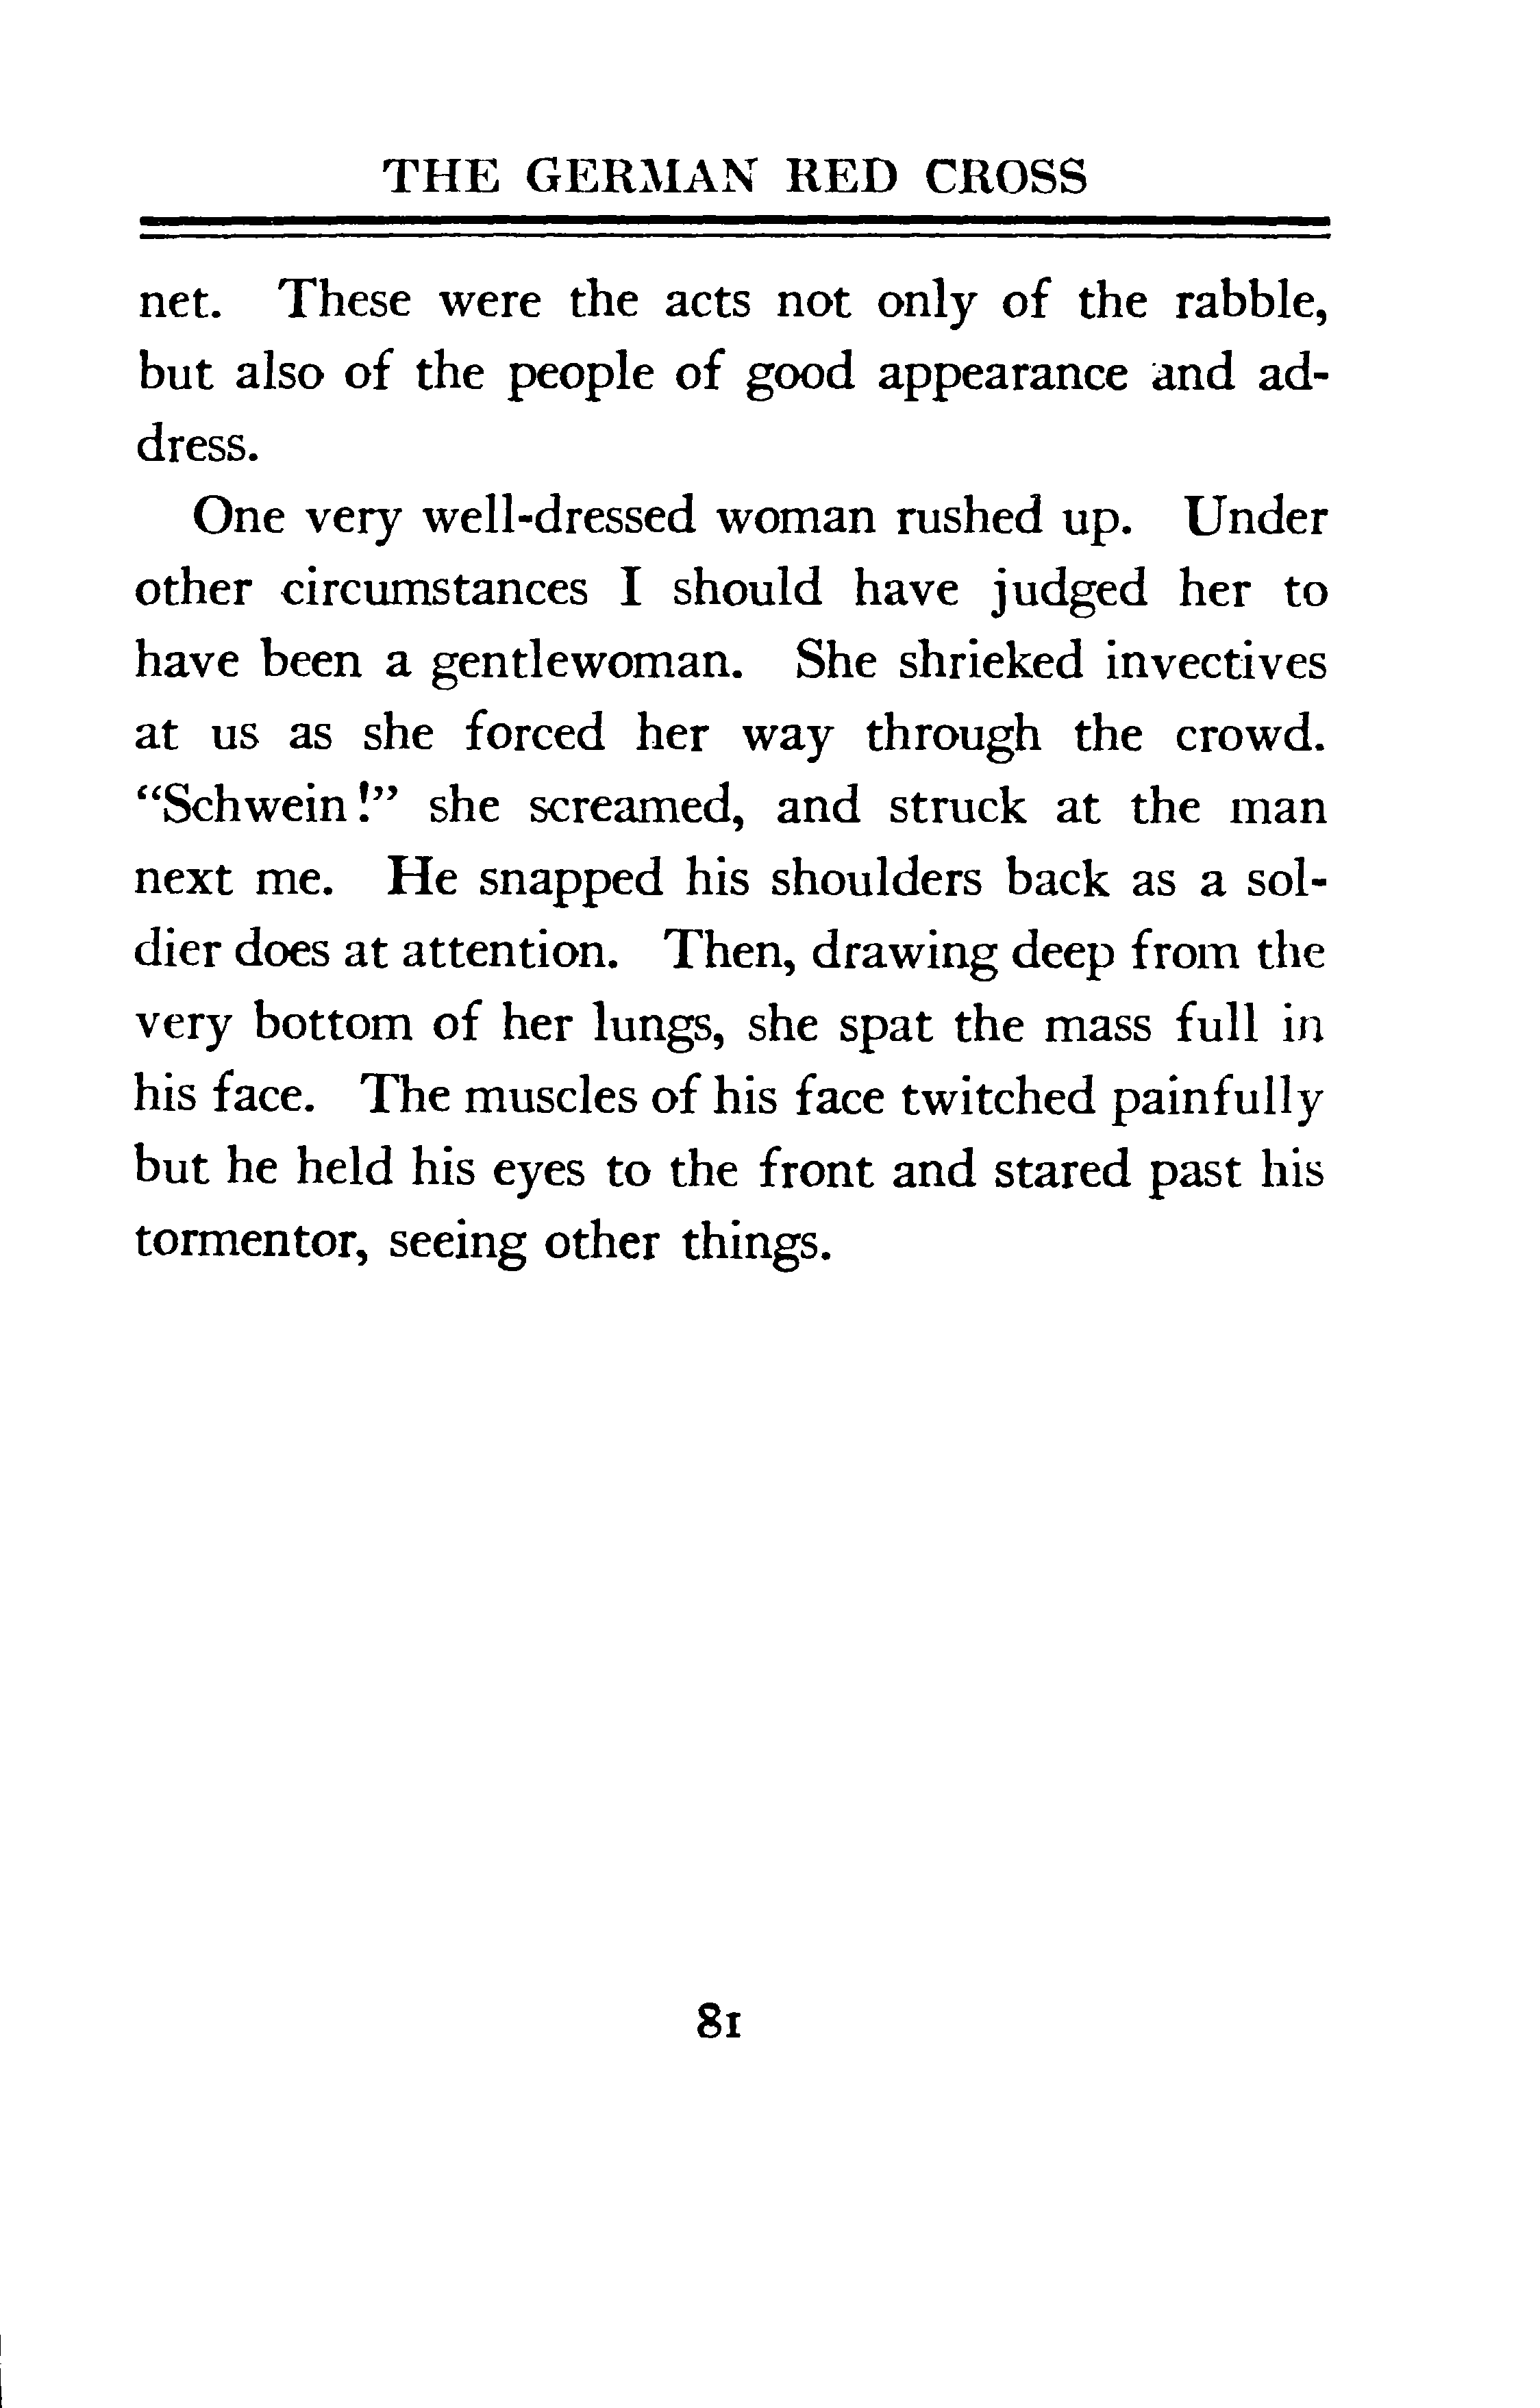 THE GERMAN RED CROSS
net. These were the acts not only of the rabble,
but also of the people of good appearance and ad-
dress.
One very well-dressed woman rushed up. Under
other circumstances I should have judged her to
have been a gentlewoman. She shrieked invectives
at us as she forced her way through the crowd.
“Schwein!” she screamed, and struck at the man
next me. He snapped his shoulders back as a sol-
dier does at attention. Then, drawing deep from the
very bottom of her lungs, she spat the mass full in
his face. The muscles of his face twitched painfully
but he held his eyes to the front and stared past his
tormentor, seeing other things.
81